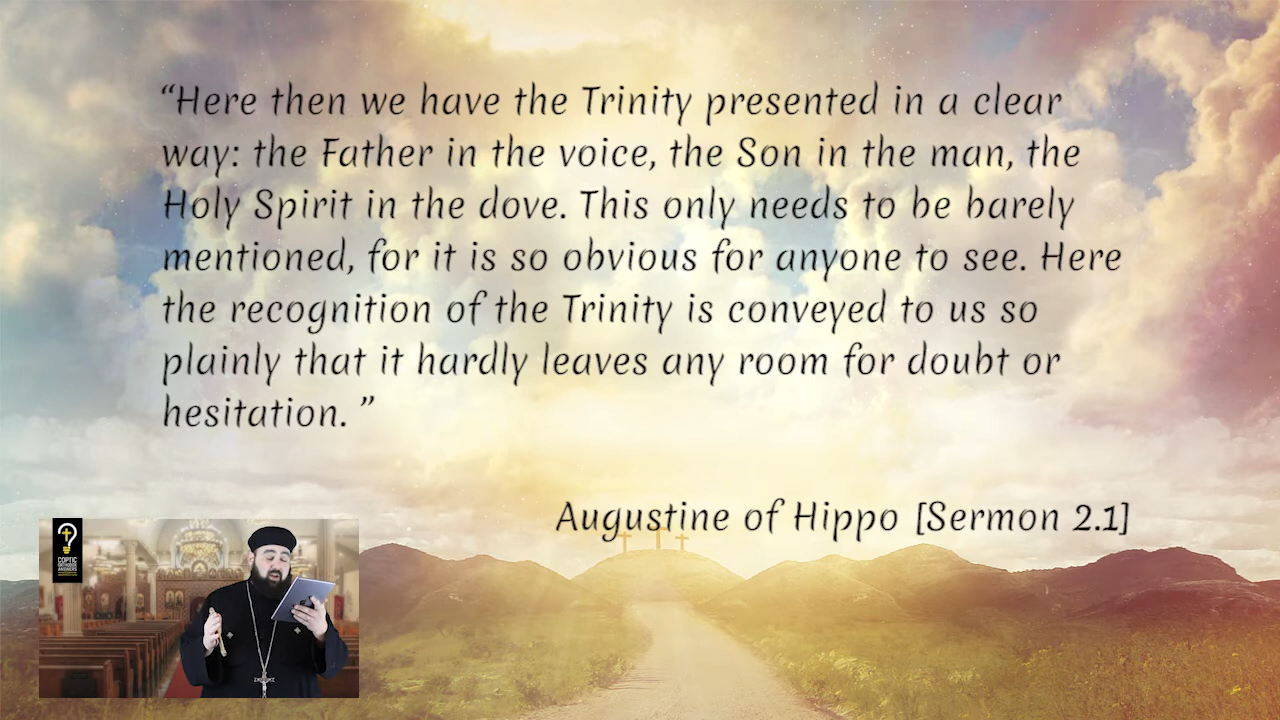 “Here then we have the Trinity presented in a clear
way: the Father in the voice, the Son in the man, the
Holy Spirit in the dove. This only needs to be barely
mentioned, for it is so obvious for anyone to see. Here
the recognition of the Trinity is conveyed to us so
plainly that it hardly leaves any room for doubt or
hesitation. ”
Augustine of Hippo [Sermon 2.1]
COPTIC
ORTHODOX
ANSWERS